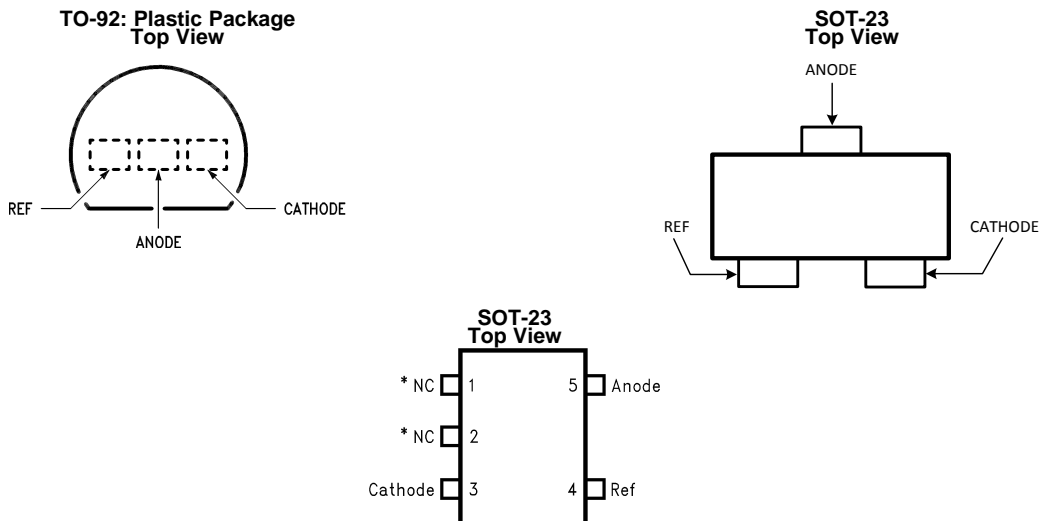 TO-92: Plastic Package
Top View
REF
ANODE
CATHODE
SOT-23
Top View
ANODE
REF
CATHODE
SOT-23
Top View
* NC 1 5 Anode
* NC 2
Cathode 3 4 Ref